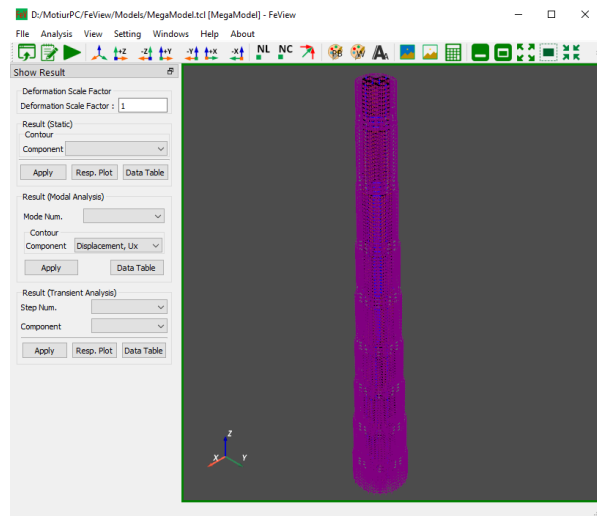 D:/MotiurPC/FeView/Models/MegaModel.tcl [MegaModel] - FeView
File Analysis View Setting Windows Help About
+Z -Z +Y -Y +X -X NL NC PB W A
Show Result
Deformation Scale Factor
Deformation Scale Factor : 1
Result (Static)
Contour
Component
Apply Resp. Plot Data Table
Result (Modal Analysis)
Mode Num.
Contour
Component Displacement, Ux
Apply Data Table
Result (Transient Analysis)
Step Num.
Component
Apply Resp. Plot Data Table
Z
X Y